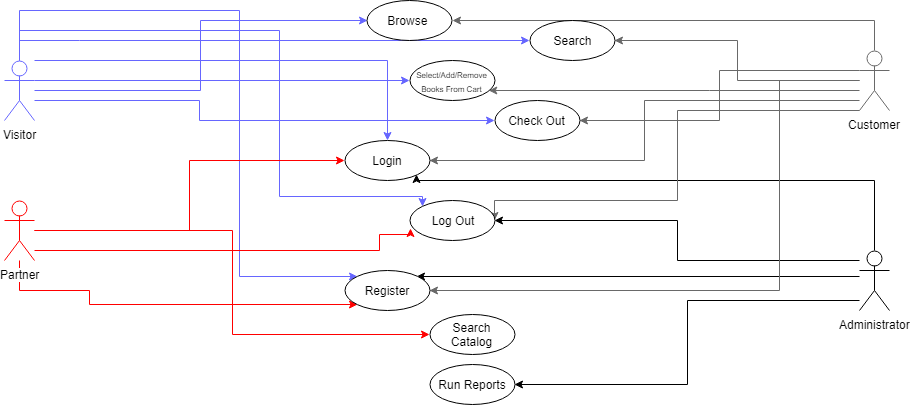 Browse
Search
Select/Add/Remove
Books From Cart
Check Out
Visitor
Customer
Login
Log Out
Partner
Register
Administrator
Search
Catalog
Run Reports